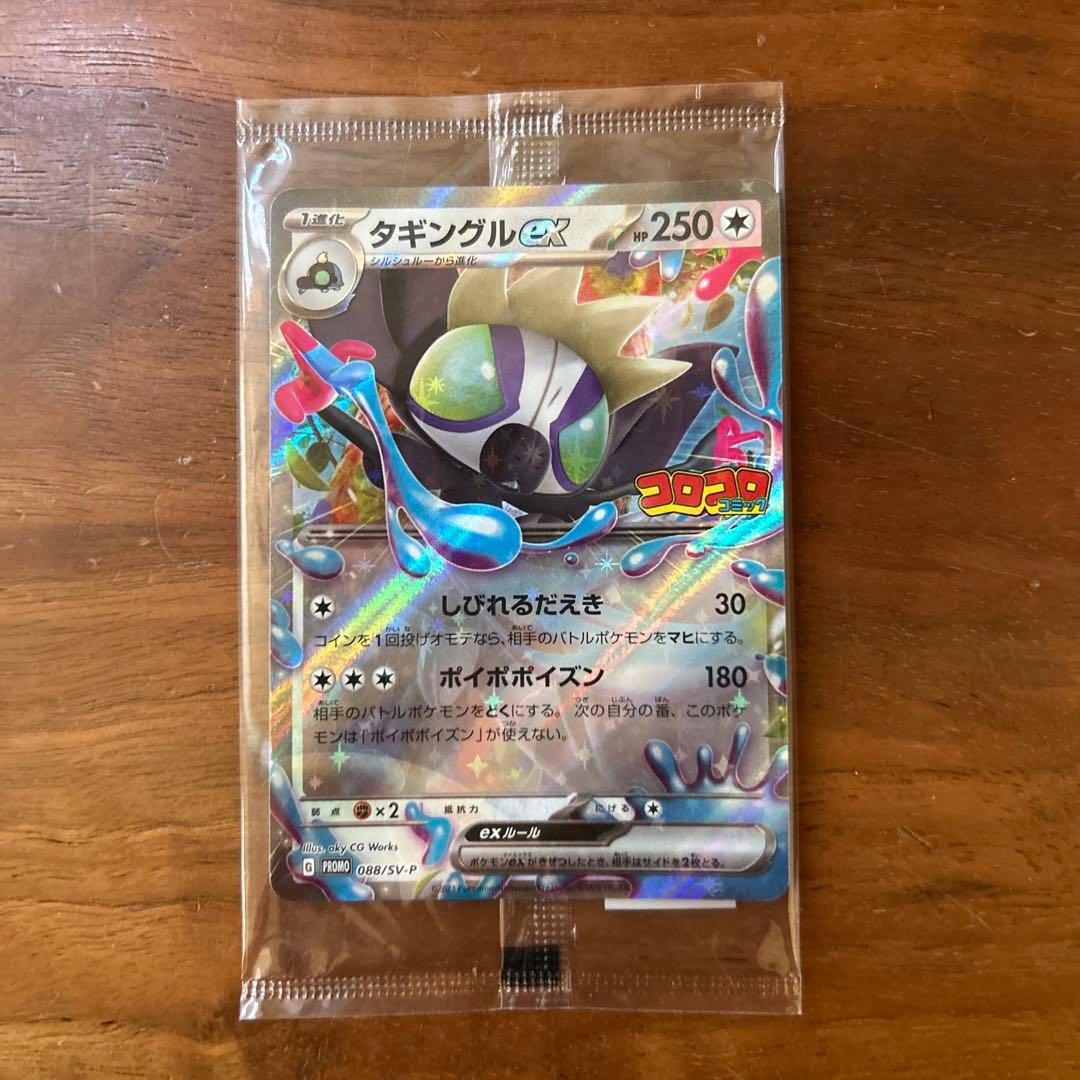 1進化
タギングルex
HP 250
シルシュルーから進化
コロコロ
コミック
しびれるだえき 30
コインを1回投げオモテなら、相手のバトルポケモンをマヒにする。
ポイポポイズン 180
相手のバトルポケモンをどくにする。次の自分の番、このポケ
モンは「ポイポポイズン」が使えない。
弱点 ×2 抵抗力 にげる
exルール
ポケモンexがきぜつしたとき、相手はサイドを2枚とる。
Illus. aky CG Works
G PROMO 088/SV-P
©2023 Pokémon/Nintendo/Creatures/GAME FREAK